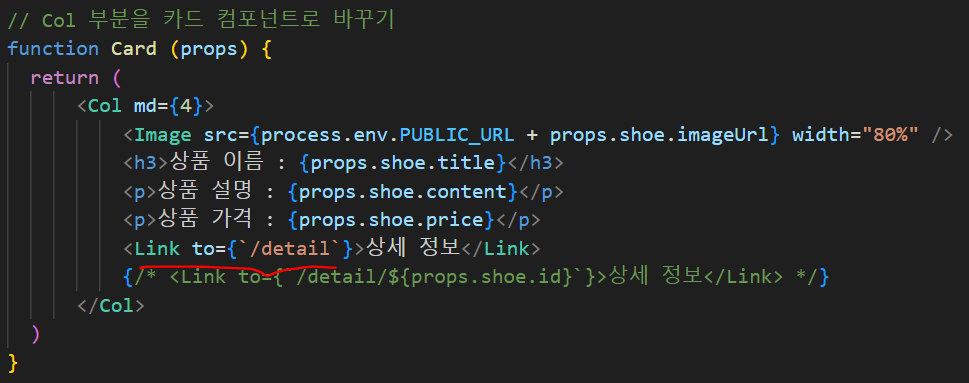 // Col 부분을 카드 컴포넌트로 바꾸기
function Card (props) {
  return (
      <Col md={4}>
          <Image src={process.env.PUBLIC_URL + props.shoe.imageUrl} width="80%" />
          <h3>상품 이름 : {props.shoe.title}</h3>
          <p>상품 설명 : {props.shoe.content}</p>
          <p>상품 가격 : {props.shoe.price}</p>
          <Link to={`/detail`}>상세 정보</Link>
          {/* <Link to={`/detail/${props.shoe.id}`}>상세 정보</Link> */}
      </Col>
  )
}